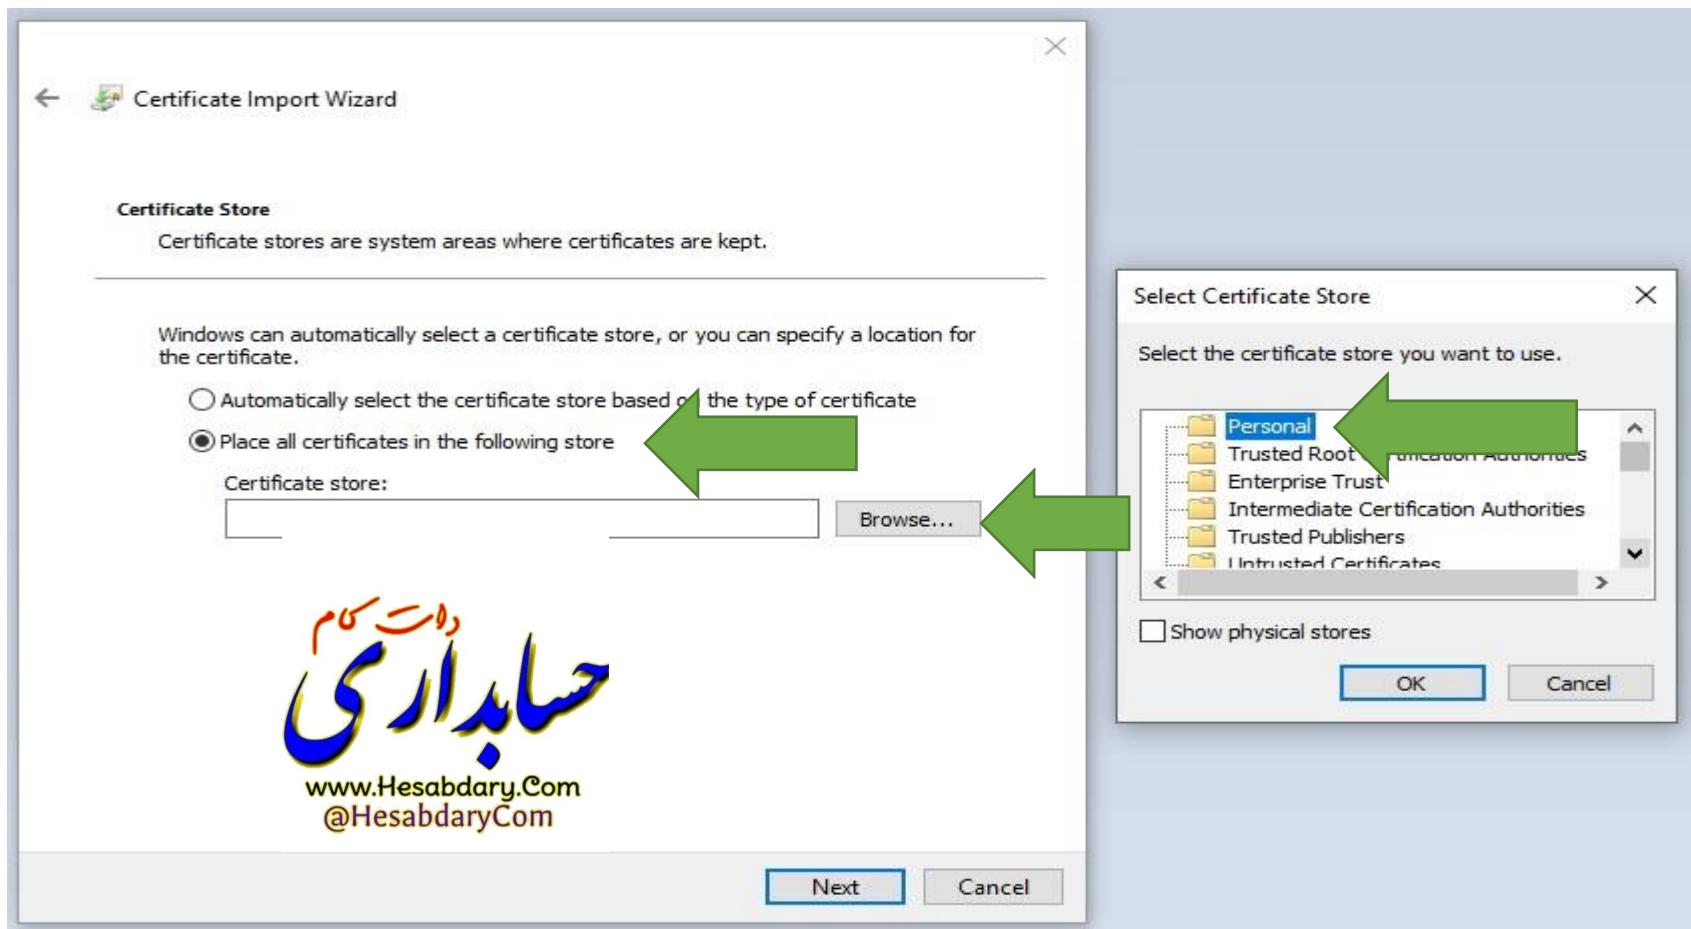 Certificate Import Wizard
Certificate Store
Certificate stores are system areas where certificates are kept.
Windows can automatically select a certificate store, or you can specify a location for
the certificate.
Automatically select the certificate store based the type of certificate
Place all certificates in the following store
Certificate store:
Browse...
دات کام
حسابداری
www.Hesabdary.Com
@HesabdaryCom
Next
Cancel
Select Certificate Store
Select the certificate store you want to use.
Personal
Trusted Root Authorities
Enterprise Trust
Intermediate Certification Authorities
Trusted Publishers
Untrusted Certificates
Show physical stores
OK
Cancel